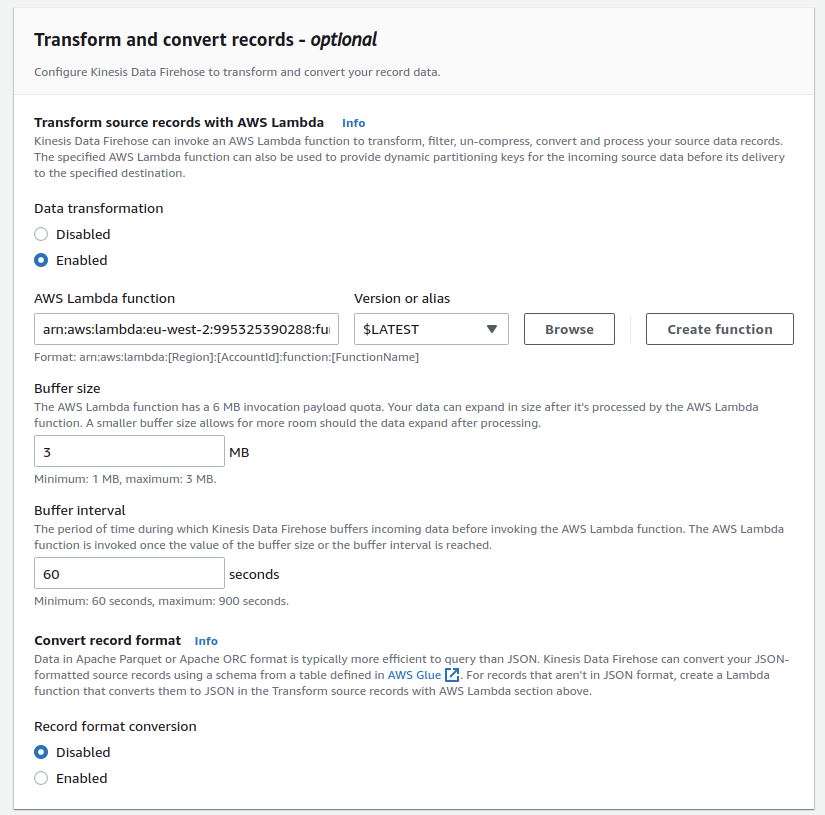 Transform and convert records - optional
Configure Kinesis Data Firehose to transform and convert your record data.
Transform source records with AWS Lambda Info
Kinesis Data Firehose can invoke an AWS Lambda function to transform, filter, un-compress, convert and process your source data records.
The specified AWS Lambda function can also be used to provide dynamic partitioning keys for the incoming source data before its delivery
to the specified destination.
Data transformation
Disabled
Enabled
AWS Lambda function Version or alias
arn:aws:lambda:eu-west-2:995325390288:fu $LATEST Browse Create function
Format: arn:aws:lambda:[Region]:[AccountId]:function:[FunctionName]
Buffer size
The AWS Lambda function has a 6 MB invocation payload quota. Your data can expand in size after it's processed by the AWS Lambda
function. A smaller buffer size allows for more room should the data expand after processing.
3 MB
Minimum: 1 MB, maximum: 3 MB.
Buffer interval
The period of time during which Kinesis Data Firehose buffers incoming data before invoking the AWS Lambda function. The AWS Lambda
function is invoked once the value of the buffer size or the buffer interval is reached.
60 seconds
Minimum: 60 seconds, maximum: 900 seconds.
Convert record format Info
Data in Apache Parquet or Apache ORC format is typically more efficient to query than JSON. Kinesis Data Firehose can convert your JSON-
formatted source records using a schema from a table defined in AWS Glue. For records that aren't in JSON format, create a Lambda
function that converts them to JSON in the Transform source records with AWS Lambda section above.
Record format conversion
Disabled
Enabled